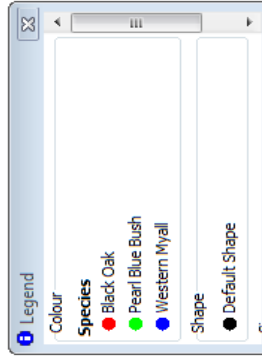 Legend
Colour
Species
Black Oak
Pearl Blue Bush
Western Myall
Shape
Default Shape